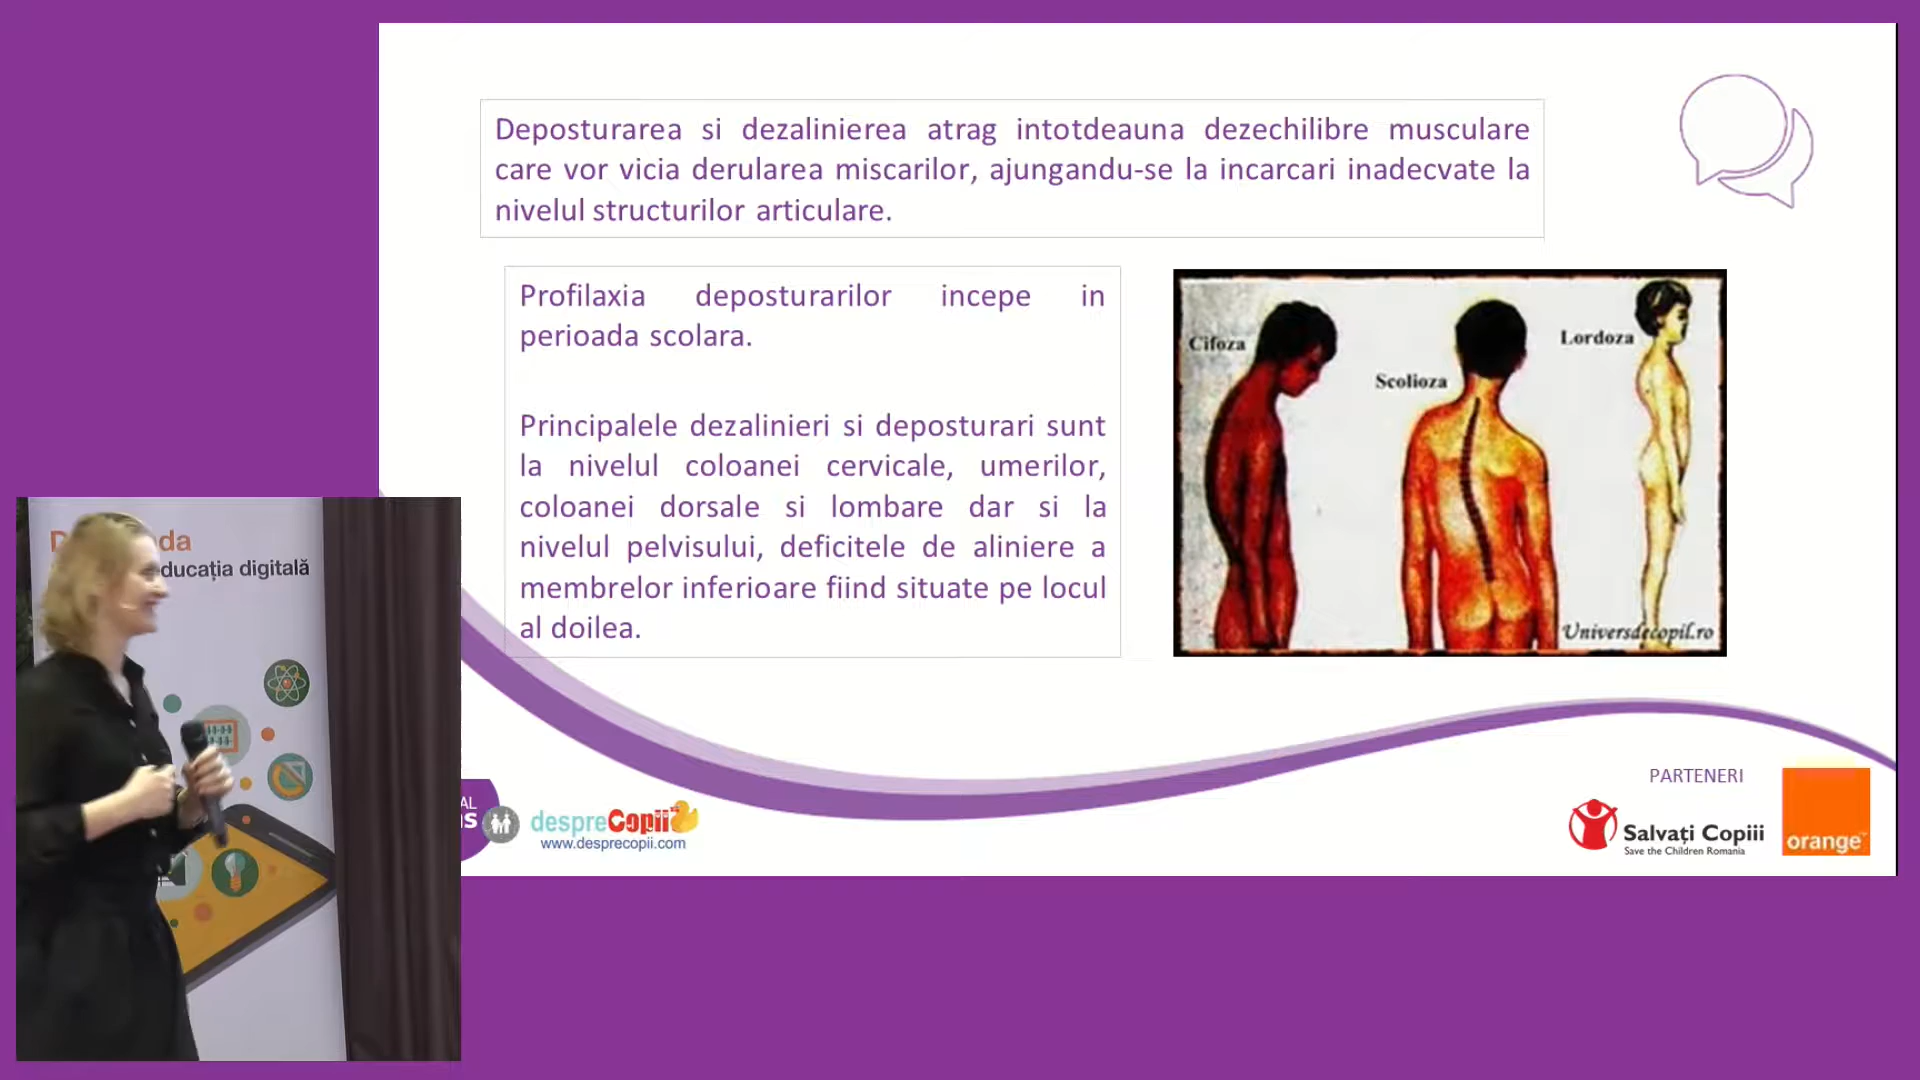 Deposturarea si dezalinierea atrag intotdeauna dezechilibre musculare
care vor vicia derularea miscarilor, ajungandu-se la incarcari inadecvate la
nivelul structurilor articulare.
Profilaxia deposturarilor incepe in
perioada scolara.
Principalele dezalinieri si deposturari sunt
la nivelul coloanei cervicale, umerilor,
coloanei dorsale si lombare dar si la
nivelul pelvisului, deficitele de aliniere a
membrelor inferioare fiind situate pe locul
al doilea.
Cifoza
Scolioza
Lordoza
Universdecopil.ro
ducația digitală
despreCopii
www.desprecopii.com
PARTENERI
Salvați Copiii
Save the Children Romania
orange